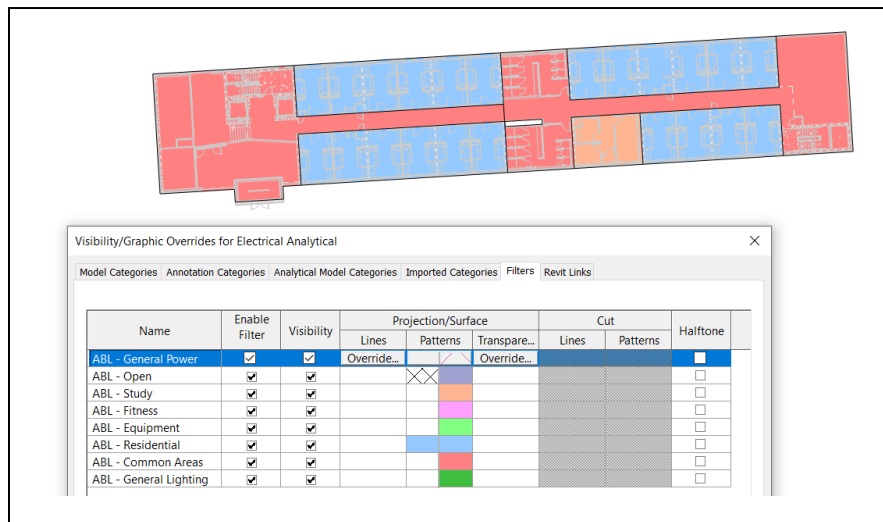 Visibility/Graphic Overrides for Electrical Analytical
Model Categories Annotation Categories Analytical Model Categories Imported Categories Filters Revit Links
Name Enable Filter Visibility Projection/Surface Cut Halftone
Lines Patterns Transpare... Lines Patterns
ABL - General Power Override... Override...
ABL - Open
ABL - Study
ABL - Fitness
ABL - Equipment
ABL - Residential
ABL - Common Areas
ABL - General Lighting